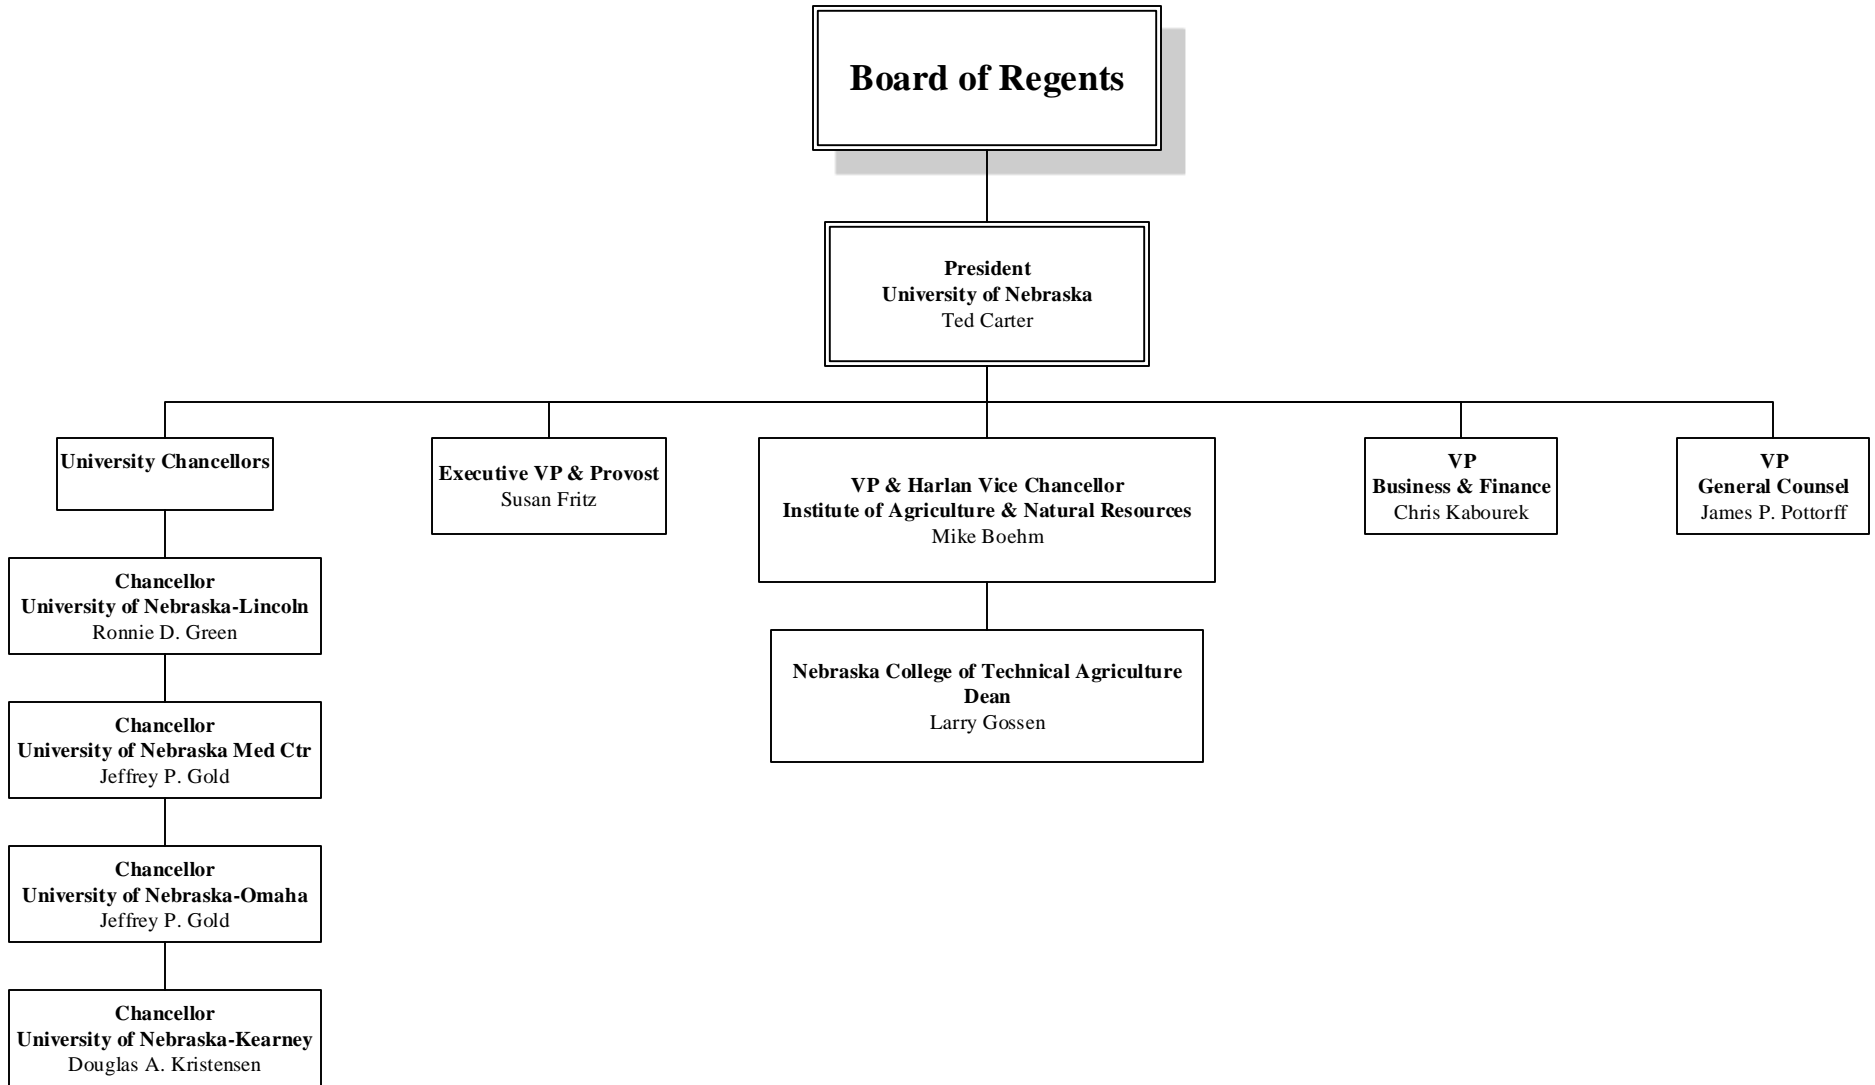 Board of Regents
President
University of Nebraska
Ted Carter
University Chancellors
Executive VP & Provost
Susan Fritz
VP & Harlan Vice Chancellor
Institute of Agriculture & Natural Resources
Mike Boehm
VP
Business & Finance
Chris Kabourek
VP
General Counsel
James P. Pottorff
Chancellor
University of Nebraska-Lincoln
Ronnie D. Green
Nebraska College of Technical Agriculture
Dean
Larry Gossen
Chancellor
University of Nebraska Med Ctr
Jeffrey P. Gold
Chancellor
University of Nebraska-Omaha
Jeffrey P. Gold
Chancellor
University of Nebraska-Kearney
Douglas A. Kristensen